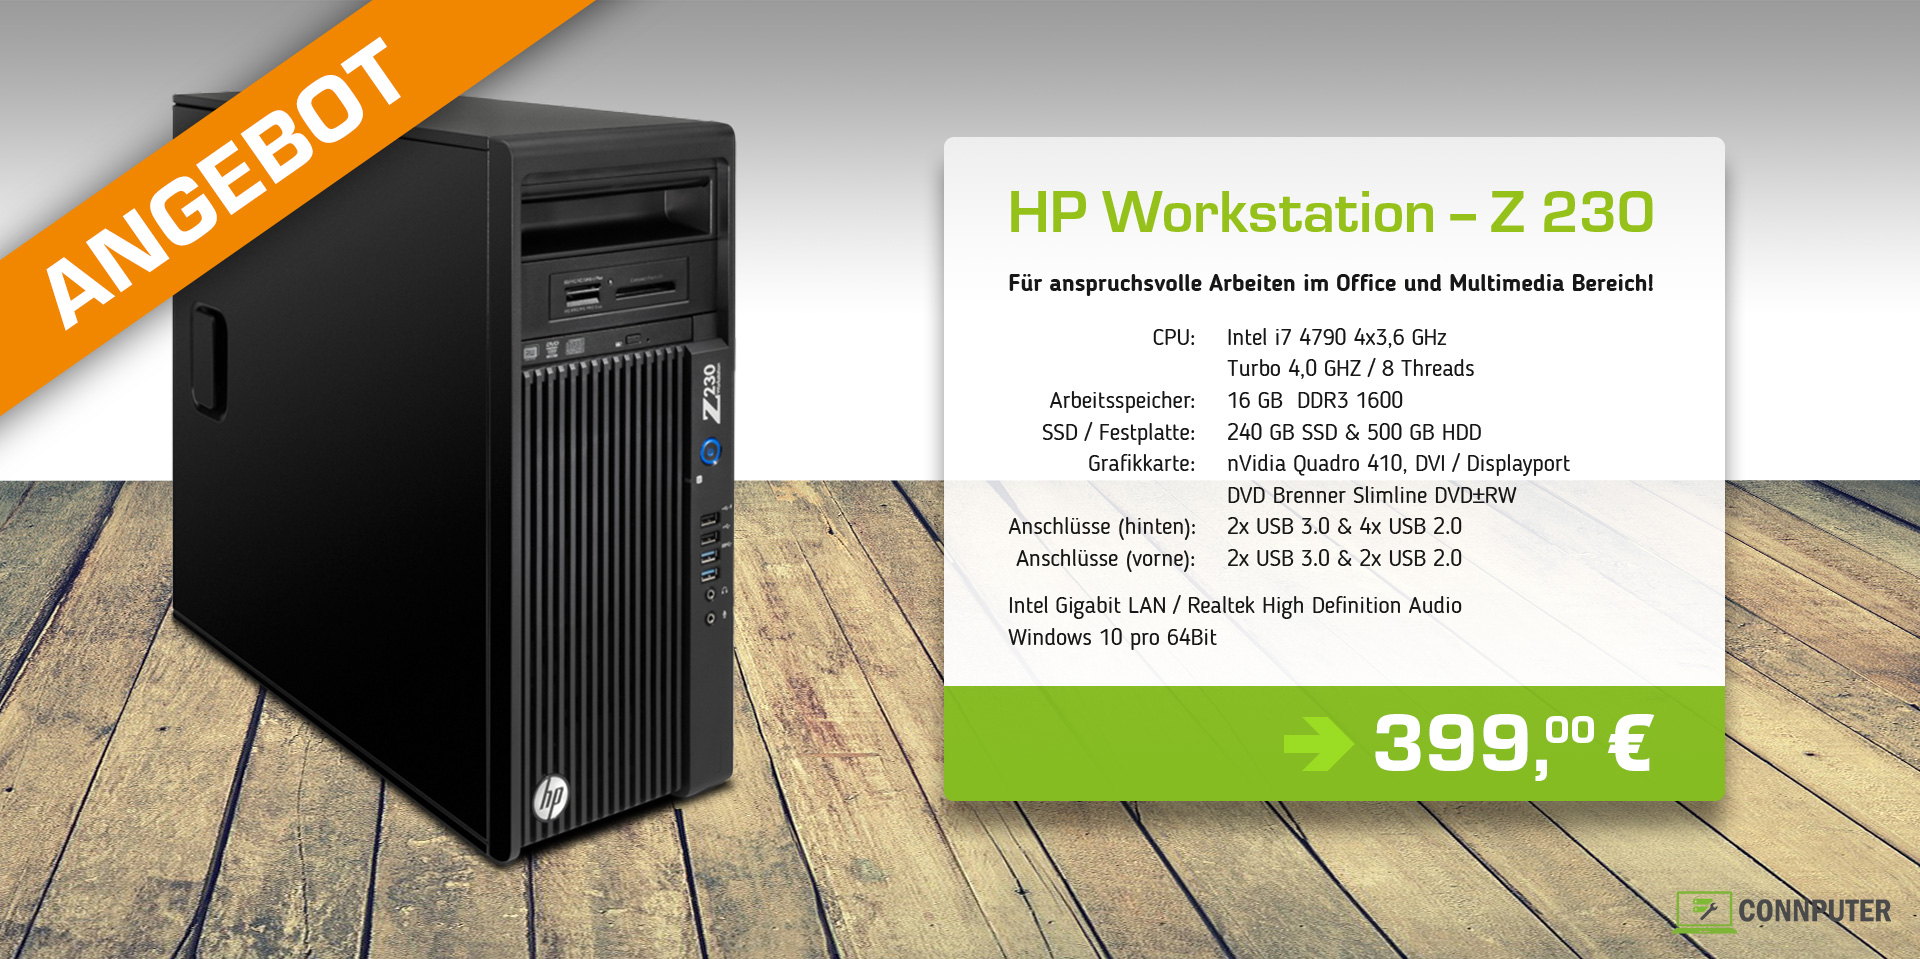 ANGEBOT
HP Workstation – Z 230
Für anspruchsvolle Arbeiten im Office und Multimedia Bereich!
CPU: Intel i7 4790 4x3,6 GHz
Turbo 4,0 GHZ / 8 Threads
Arbeitsspeicher: 16 GB DDR3 1600
SSD / Festplatte: 240 GB SSD & 500 GB HDD
Grafikkarte: nVidia Quadro 410, DVI / Displayport
DVD Brenner Slimline DVD±RW
Anschlüsse (hinten): 2x USB 3.0 & 4x USB 2.0
Anschlüsse (vorne): 2x USB 3.0 & 2x USB 2.0
Intel Gigabit LAN / Realtek High Definition Audio
Windows 10 pro 64Bit
399,00 €
Z230
hp
CONNPUTER